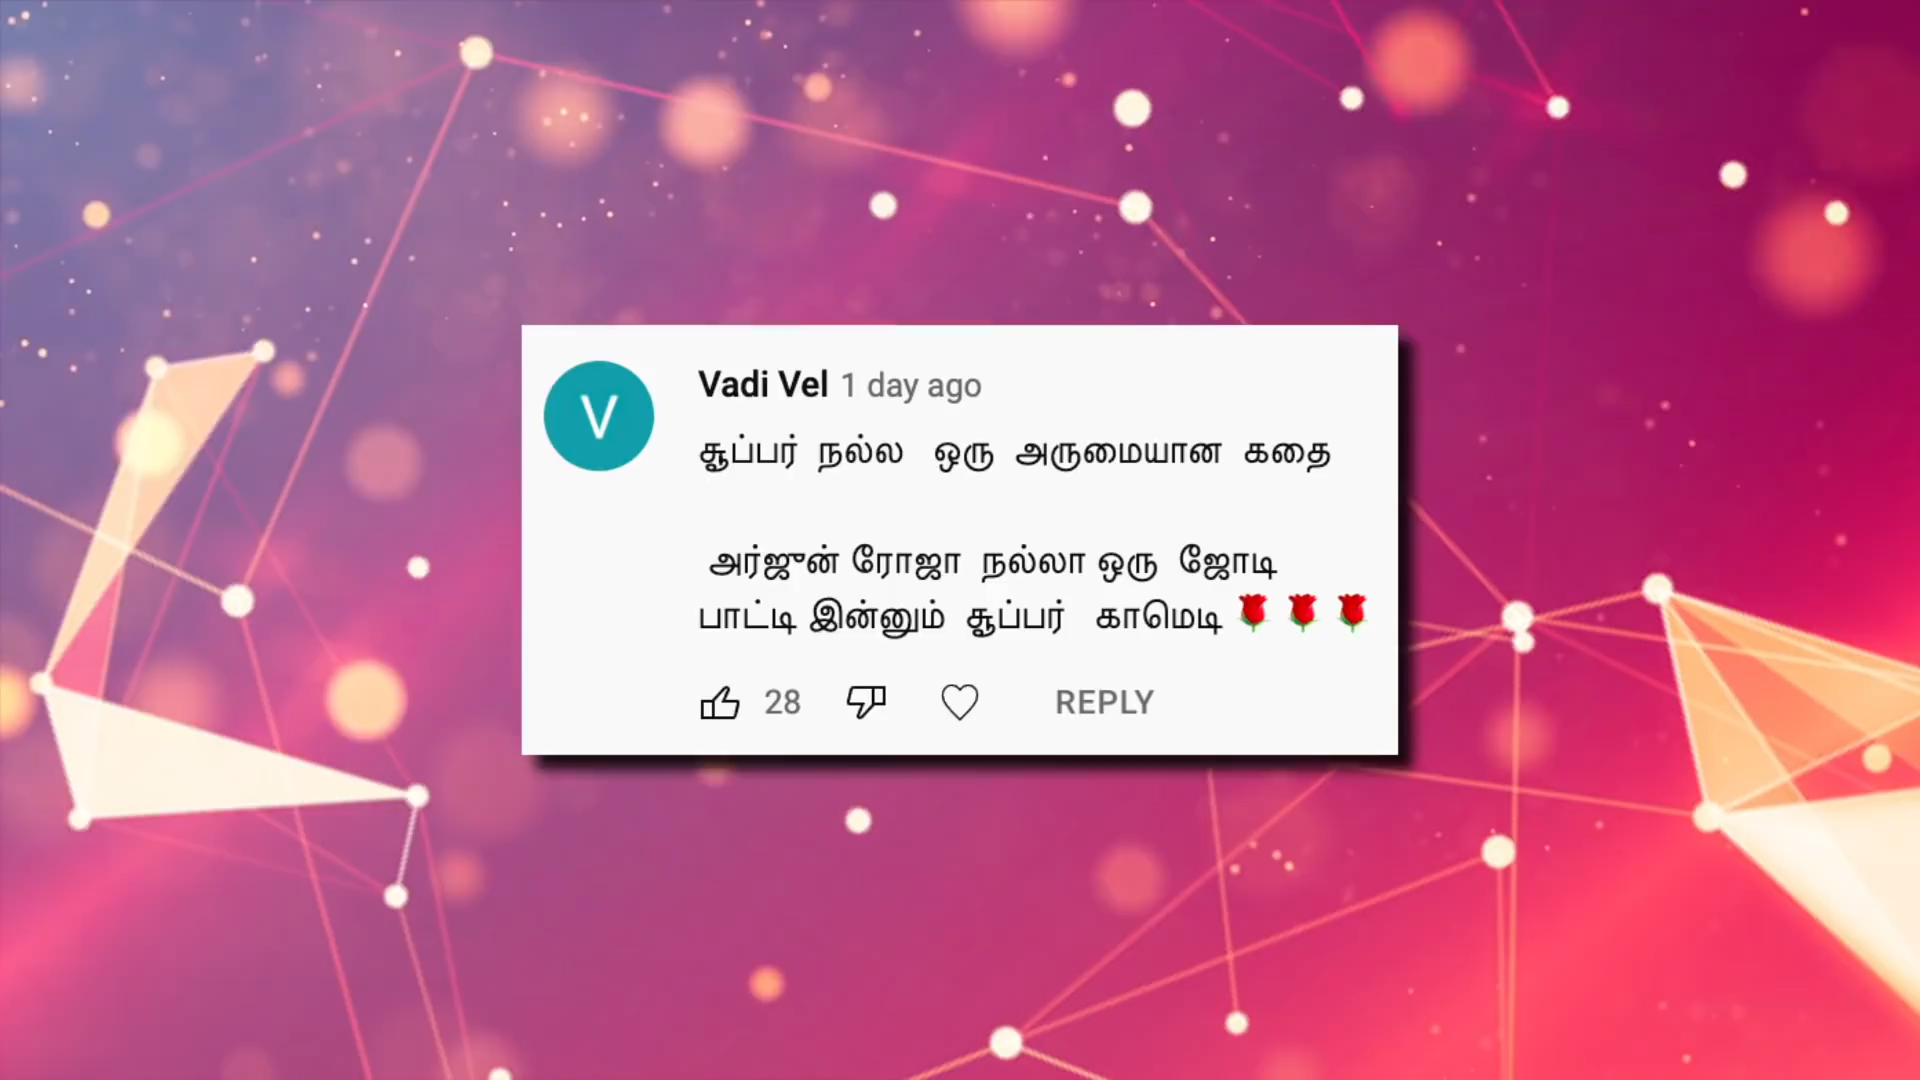 V
Vadi Vel 1 day ago
சூப்பர் நல்ல ஒரு அருமையான கதை
அர்ஜுன் ரோஜா நல்லா ஒரு ஜோடி
பாட்டி இன்னும் சூப்பர் காமெடி 🌹🌹🌹
28 REPLY